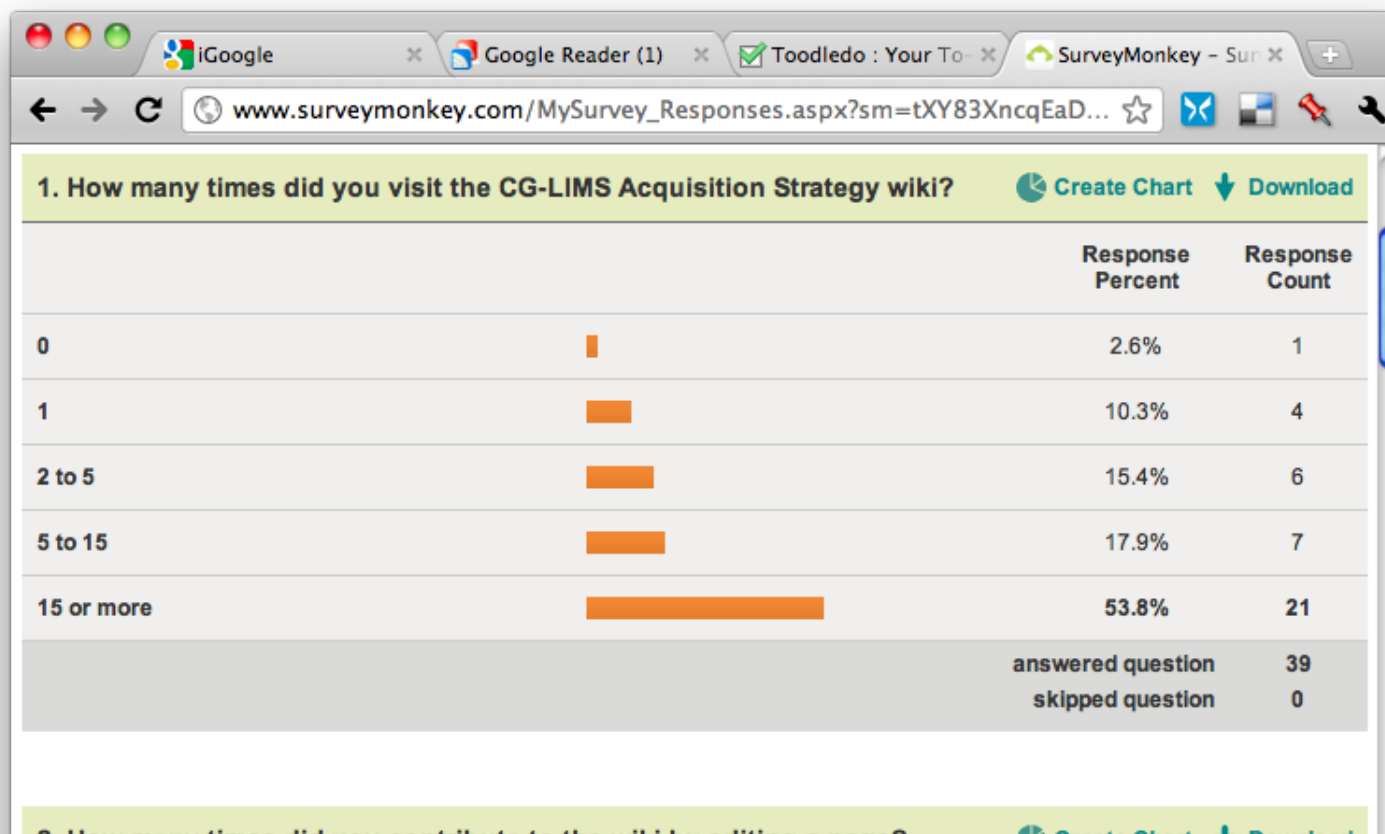 iGoogle
Google Reader (1)
Toodledo : Your To-
SurveyMonkey – Sur
www.surveymonkey.com/MySurvey_Responses.aspx?sm=tXY83XncqEaD...
1. How many times did you visit the CG-LIMS Acquisition Strategy wiki? Create Chart Download
Response Percent Response Count
0 2.6% 1
1 10.3% 4
2 to 5 15.4% 6
5 to 15 17.9% 7
15 or more 53.8% 21
answered question 39
skipped question 0